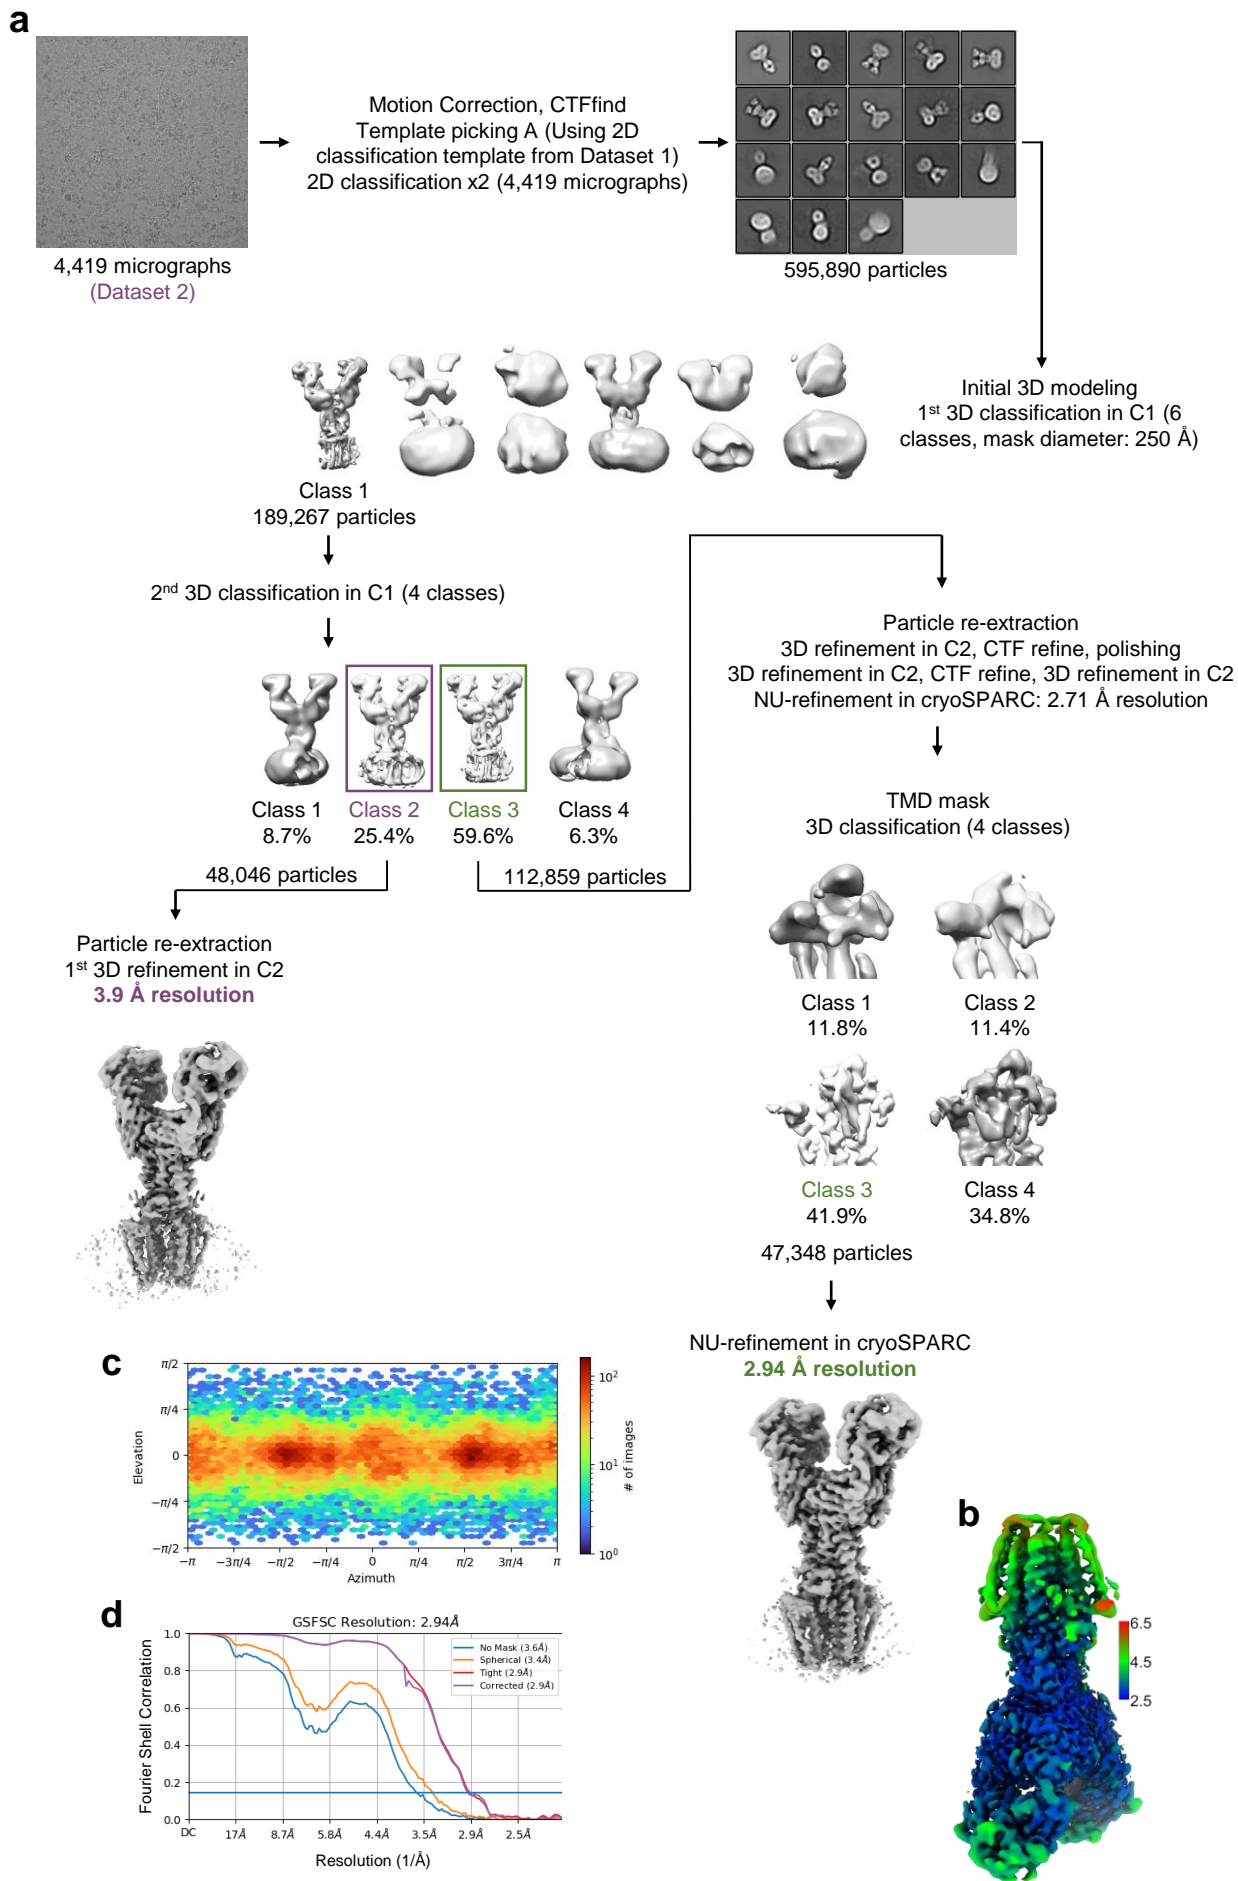 a
Motion Correction, CTFfind
Template picking A (Using 2D
classification template from Dataset 1)
2D classification x2 (4,419 micrographs)
4,419 micrographs
(Dataset 2)
595,890 particles
Initial 3D modeling
1st 3D classification in C1 (6
classes, mask diameter: 250 Å)
Class 1
189,267 particles
2nd 3D classification in C1 (4 classes)
Class 1
8.7%
Class 2
25.4%
Class 3
59.6%
Class 4
6.3%
48,046 particles
112,859 particles
Particle re-extraction
1st 3D refinement in C2
3.9 Å resolution
Particle re-extraction
3D refinement in C2, CTF refine, polishing
3D refinement in C2, CTF refine, 3D refinement in C2
NU-refinement in cryoSPARC: 2.71 Å resolution
TMD mask
3D classification (4 classes)
Class 1
11.8%
Class 2
11.4%
Class 3
41.9%
Class 4
34.8%
47,348 particles
NU-refinement in cryoSPARC
2.94 Å resolution
c
π/2
π/4
0
−π/4
−π/2
Elevation
−π −3π/4 −π/2 −π/4 0 π/4 π/2 3π/4 π
Azimuth
10²
10¹
10⁰
# of images
b
6.5
4.5
2.5
d
GSFSC Resolution: 2.94Å
No Mask (3.6Å)
Spherical (3.4Å)
Tight (2.9Å)
Corrected (2.9Å)
1.0
0.8
0.6
0.4
0.2
0.0
Fourier Shell Correlation
DC 17Å 8.7Å 5.8Å 4.4Å 3.5Å 2.9Å 2.5Å
Resolution (1/Å)